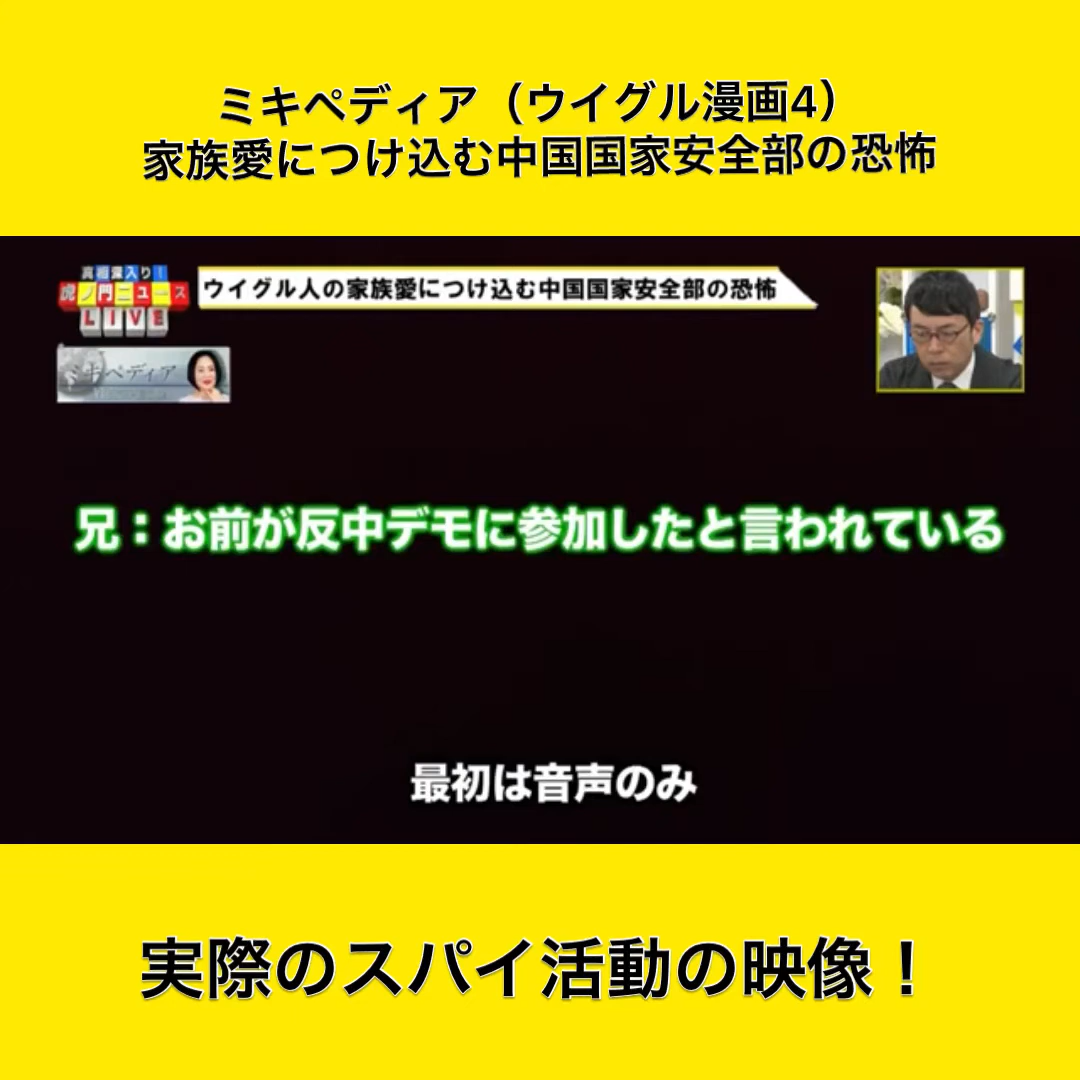 ミキペディア（ウイグル漫画4）
家族愛につけ込む中国国家安全部の恐怖
真相深入り！
虎ノ門ニュース
LIVE
ウイグル人の家族愛につけ込む中国国家安全部の恐怖
ミキペディア
兄：お前が反中デモに参加したと言われている
最初は音声のみ
実際のスパイ活動の映像！